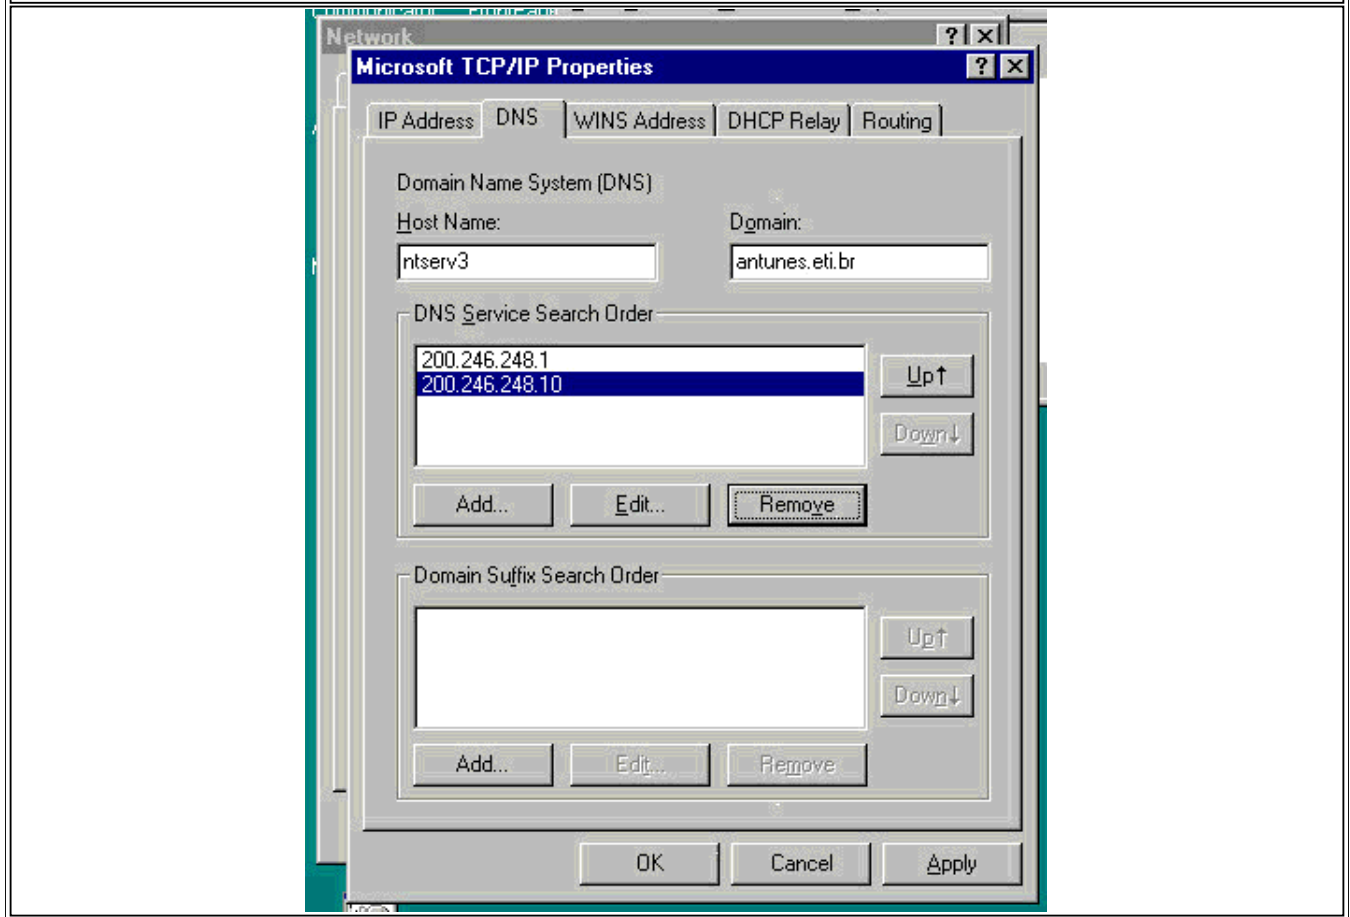 Network
Microsoft TCP/IP Properties
IP Address DNS WINS Address DHCP Relay Routing
Domain Name System (DNS)
Host Name: Domain:
ntserv3 antunes.eti.br
DNS Service Search Order
200.246.248.1
200.246.248.10
Up↑
Down↓
Add... Edit... Remove
Domain Suffix Search Order
Up↑
Down↓
Add... Edit... Remove
OK Cancel Apply